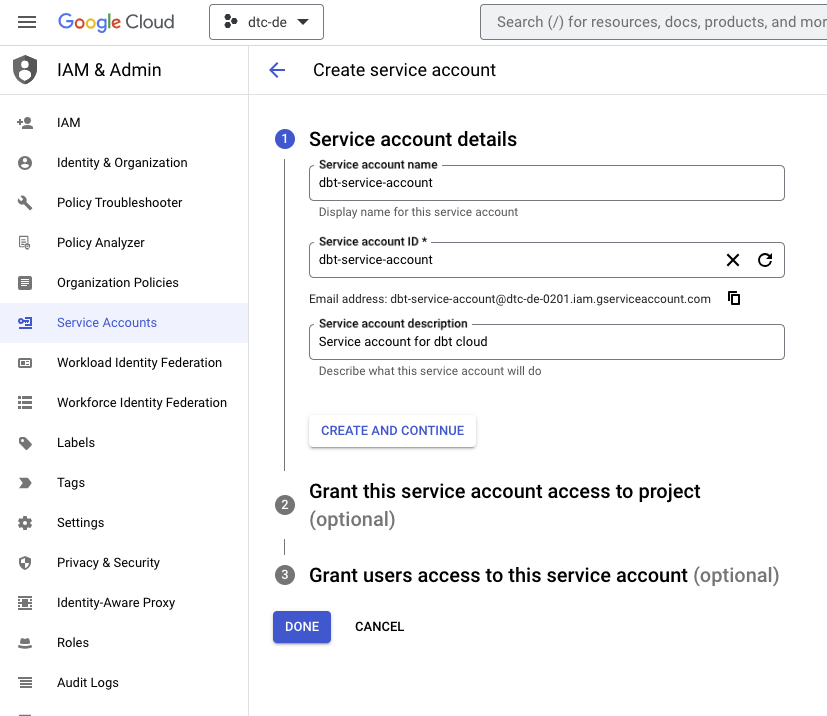 Google Cloud
dtc-de
Search (/) for resources, docs, products, and mor
IAM & Admin
IAM
Identity & Organization
Policy Troubleshooter
Policy Analyzer
Organization Policies
Service Accounts
Workload Identity Federation
Workforce Identity Federation
Labels
Tags
Settings
Privacy & Security
Identity-Aware Proxy
Roles
Audit Logs
Create service account
1 Service account details
Service account name
dbt-service-account
Display name for this service account
Service account ID *
dbt-service-account
Email address: dbt-service-account@dtc-de-0201.iam.gserviceaccount.com
Service account description
Service account for dbt cloud
Describe what this service account will do
CREATE AND CONTINUE
2 Grant this service account access to project
(optional)
3 Grant users access to this service account (optional)
DONE CANCEL